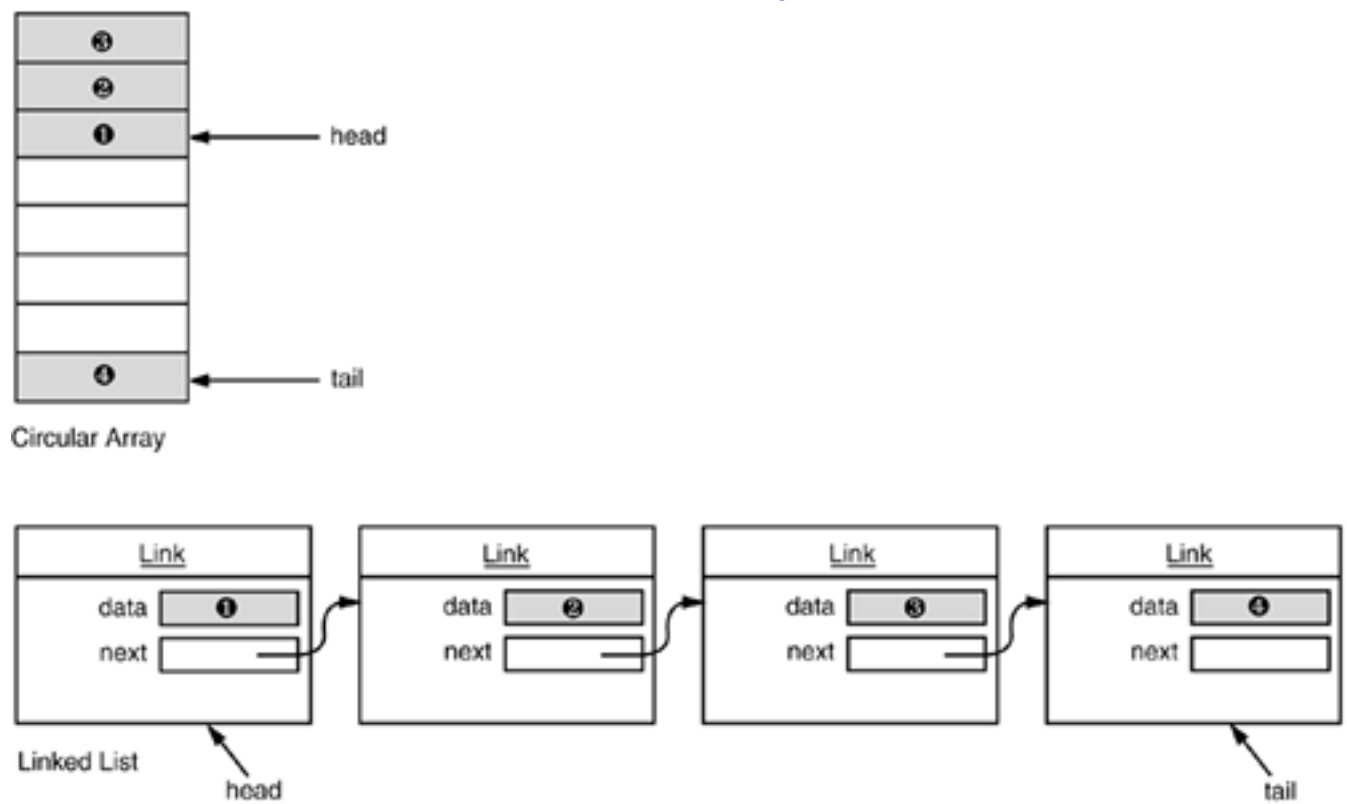 ❸
❷
❶ head
❹ tail
Circular Array
Link Link Link Link
data ❶ data ❷ data ❸ data ❹
next next next next
Linked List
head tail